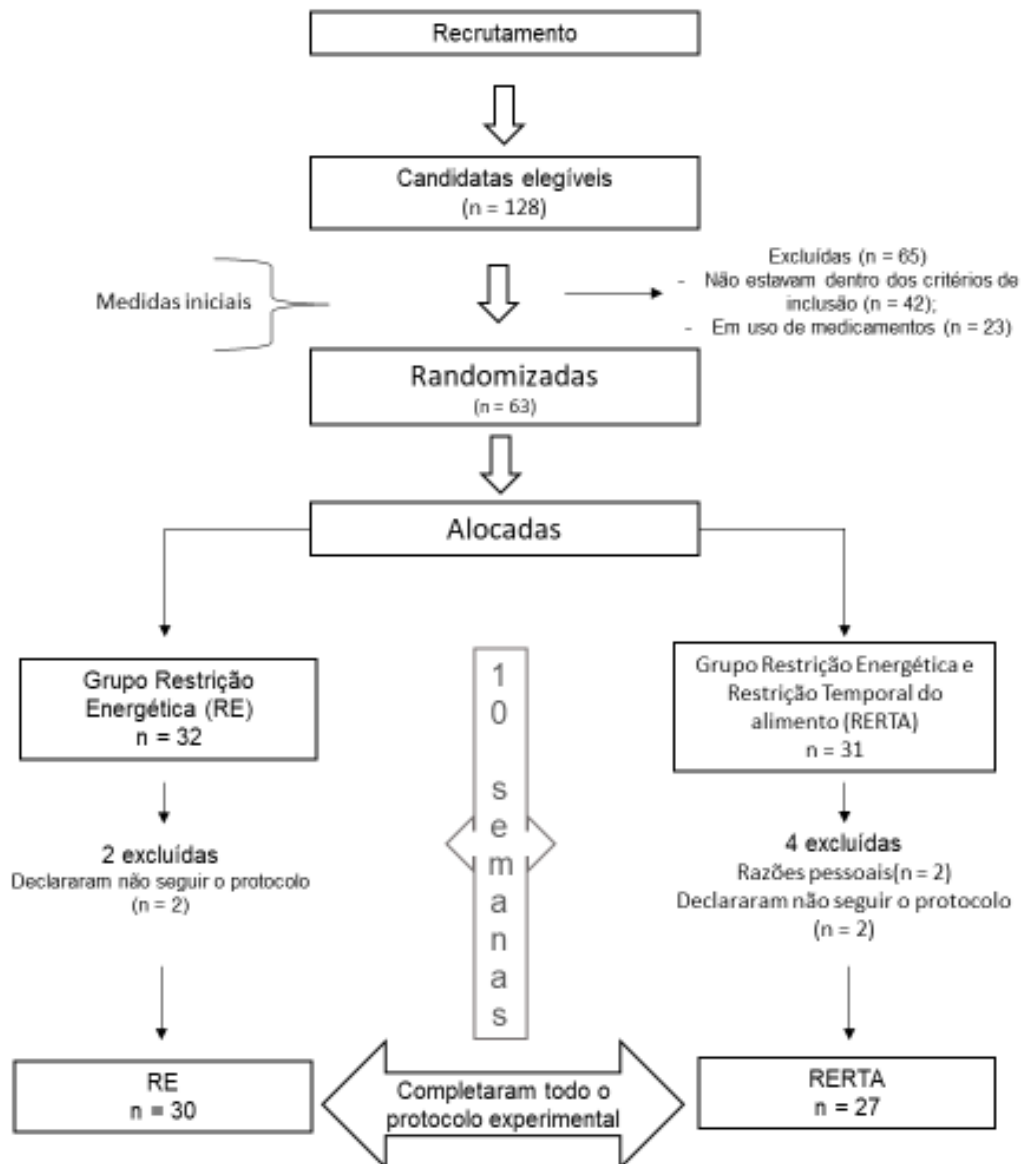 Recrutamento
Candidatas elegíveis
(n = 128)
Medidas iniciais
Excluídas (n = 65)
- Não estavam dentro dos critérios de
inclusão (n = 42);
- Em uso de medicamentos (n = 23)
Randomizadas
(n = 63)
Alocadas
Grupo Restrição
Energética (RE)
n = 32
10 semanas
Grupo Restrição Energética e
Restrição Temporal do
alimento (RERTA)
n = 31
2 excluídas
Declararam não seguir o protocolo
(n = 2)
4 excluídas
Razões pessoais(n = 2)
Declararam não seguir o protocolo
(n = 2)
RE
n = 30
Completaram todo o
protocolo experimental
RERTA
n = 27